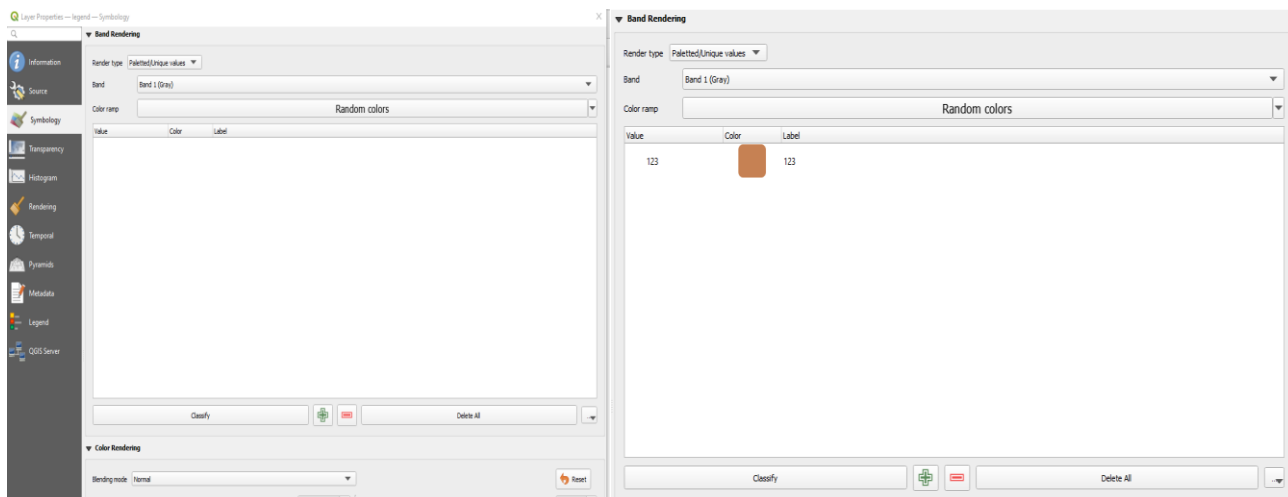 Layer Properties — legend — Symbology
Information
Source
Symbology
Transparency
Histogram
Rendering
Temporal
Pyramids
Metadata
Legend
QGIS Server
Band Rendering
Render type Paletted/Unique values
Band Band 1 (Gray)
Color ramp Random colors
Value Color Label
Classify Delete All
Color Rendering
Blending mode Normal Reset
Band Rendering
Render type Paletted/Unique values
Band Band 1 (Gray)
Color ramp Random colors
Value Color Label
123 123
Classify Delete All